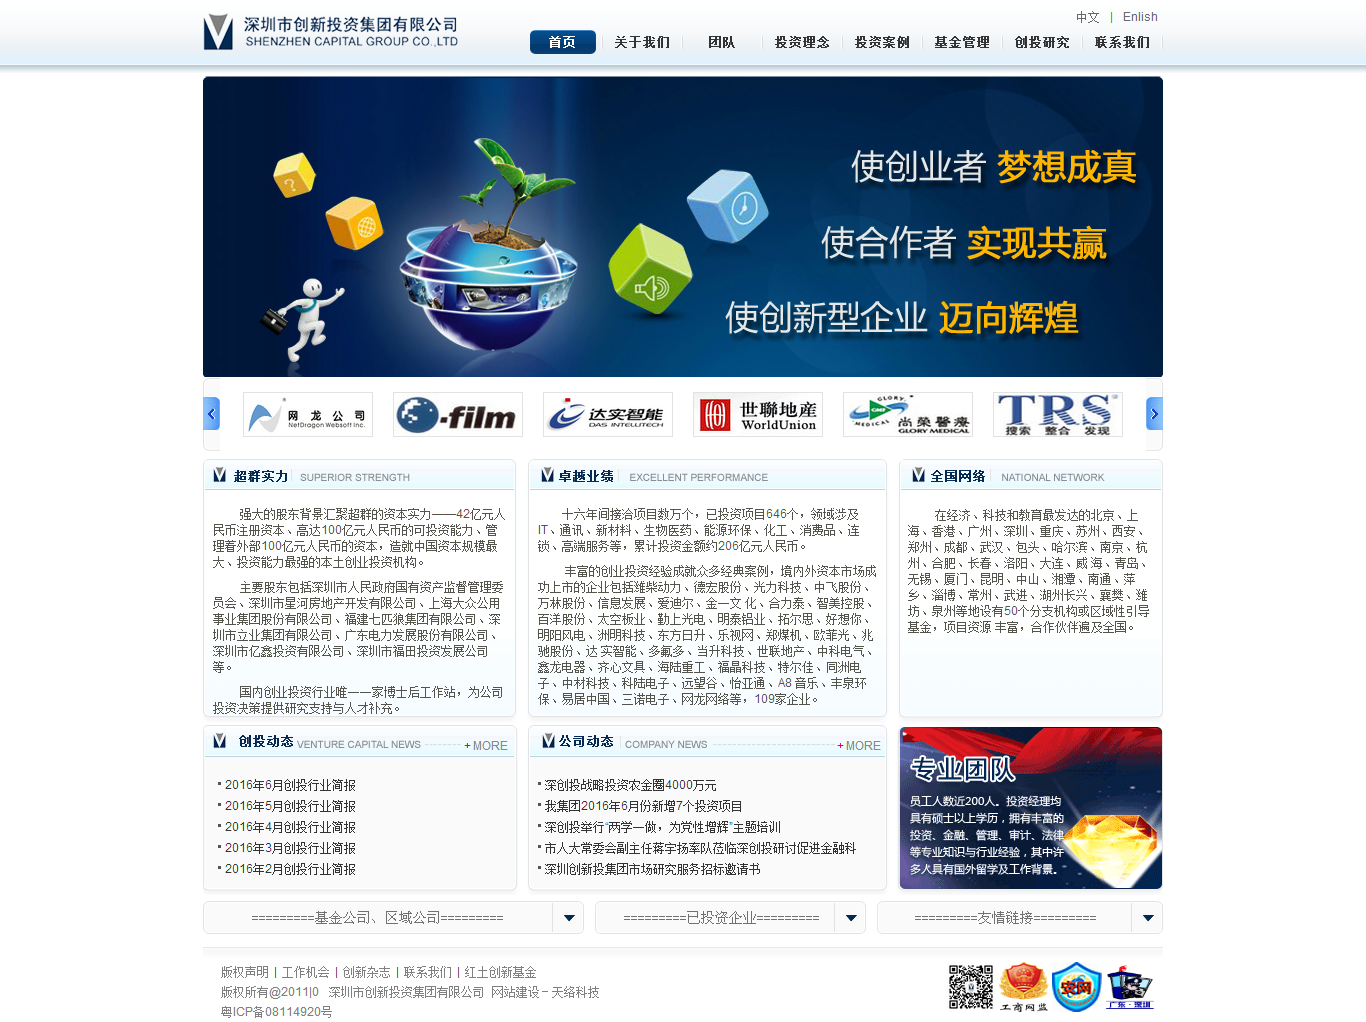 深圳市创新投资集团有限公司
SHENZHEN CAPITAL GROUP CO.,LTD
中文 | Enlish
首页 关于我们 团队 投资理念 投资案例 基金管理 创投研究 联系我们
使创业者 梦想成真
使合作者 实现共赢
使创新型企业 迈向辉煌
网龙公司
NetDragon Websoft Inc.
-film
达实智能
DAS INTELLITECH
世聯地産
WorldUnion
GLORY MEDICAL
尚榮醫療
GLORY MEDICAL
TRS
搜索 整合 发现
超群实力 SUPERIOR STRENGTH
强大的股东背景汇聚超群的资本实力——42亿元人
民币注册资本、高达100亿元人民币的可投资能力、管
理着外部100亿元人民币的资本，造就中国资本规模最
大、投资能力最强的本土创业投资机构。
主要股东包括深圳市人民政府国有资产监督管理委
员会、深圳市星河房地产开发有限公司、上海大众公用
事业集团股份有限公司、福建七匹狼集团有限公司、深
圳市立业集团有限公司、广东电力发展股份有限公司、
深圳市亿鑫投资有限公司、深圳市福田投资发展公司
等。
国内创业投资行业唯一一家博士后工作站，为公司
投资决策提供研究支持与人才补充。
卓越业绩 EXCELLENT PERFORMANCE
十六年间接洽项目数万个，已投资项目646个，领域涉及
IT、通讯、新材料、生物医药、能源环保、化工、消费品、连
锁、高端服务等，累计投资金额约206亿元人民币。
丰富的创业投资经验成就众多经典案例，境内外资本市场成
功上市的企业包括潍柴动力、德宏股份、光力科技、中飞股份、
万林股份、信息发展、爱迪尔、金一文 化、合力泰、智美控股、
百洋股份、太空板业、勤上光电、明泰铝业、拓尔思、好想你、
明阳风电、洲明科技、东方日升、乐视网、郑煤机、欧菲光、兆
驰股份、达 实智能、多氟多、当升科技、世联地产、中科电气、
鑫龙电器、齐心文具、海陆重工、福晶科技、特尔佳、同洲电
子、中材科技、科陆电子、远望谷、怡亚通、A8 音乐、丰泉环
保、易居中国、三诺电子、网龙网络等，109家企业。
全国网络 NATIONAL NETWORK
在经济、科技和教育最发达的北京、上
海、香港、广州、深圳、重庆、苏州、西安、
郑州、成都、武汉、包头、哈尔滨、南京、杭
州、合肥、长春、洛阳、大连、威 海、青岛、
无锡、厦门、昆明、中山、湘潭、南通、萍
乡、淄博、常州、武进、湖州长兴、襄樊、潍
坊、泉州等地设有50个分支机构或区域性引导
基金，项目资源 丰富，合作伙伴遍及全国。
创投动态 VENTURE CAPITAL NEWS + MORE
2016年6月创投行业简报
2016年5月创投行业简报
2016年4月创投行业简报
2016年3月创投行业简报
2016年2月创投行业简报
公司动态 COMPANY NEWS + MORE
深创投战略投资农金圈4000万元
我集团2016年6月份新增7个投资项目
深创投举行“两学一做，为党性增辉”主题培训
市人大常委会副主任蒋宇扬率队莅临深创投研讨促进金融科
深圳创新投集团市场研究服务招标邀请书
专业团队
员工人数近200人。投资经理均
具有硕士以上学历，拥有丰富的
投资、金融、管理、审计、法律
等专业知识与行业经验，其中许
多人具有国外留学及工作背景。
=========基金公司、区域公司=========
=========已投资企业=========
=========友情链接=========
版权声明 | 工作机会 | 创新杂志 | 联系我们 | 红土创新基金
版权所有@2011|0 深圳市创新投资集团有限公司 网站建设 - 天络科技
粤ICP备08114920号
工商网监
安网
广东·深圳